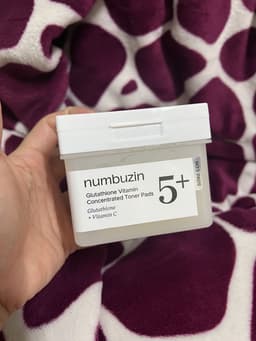 numbuzin
Glutathione Vitamin
Concentrated Toner Pads
Glutathione
+ Vitamin C
5+